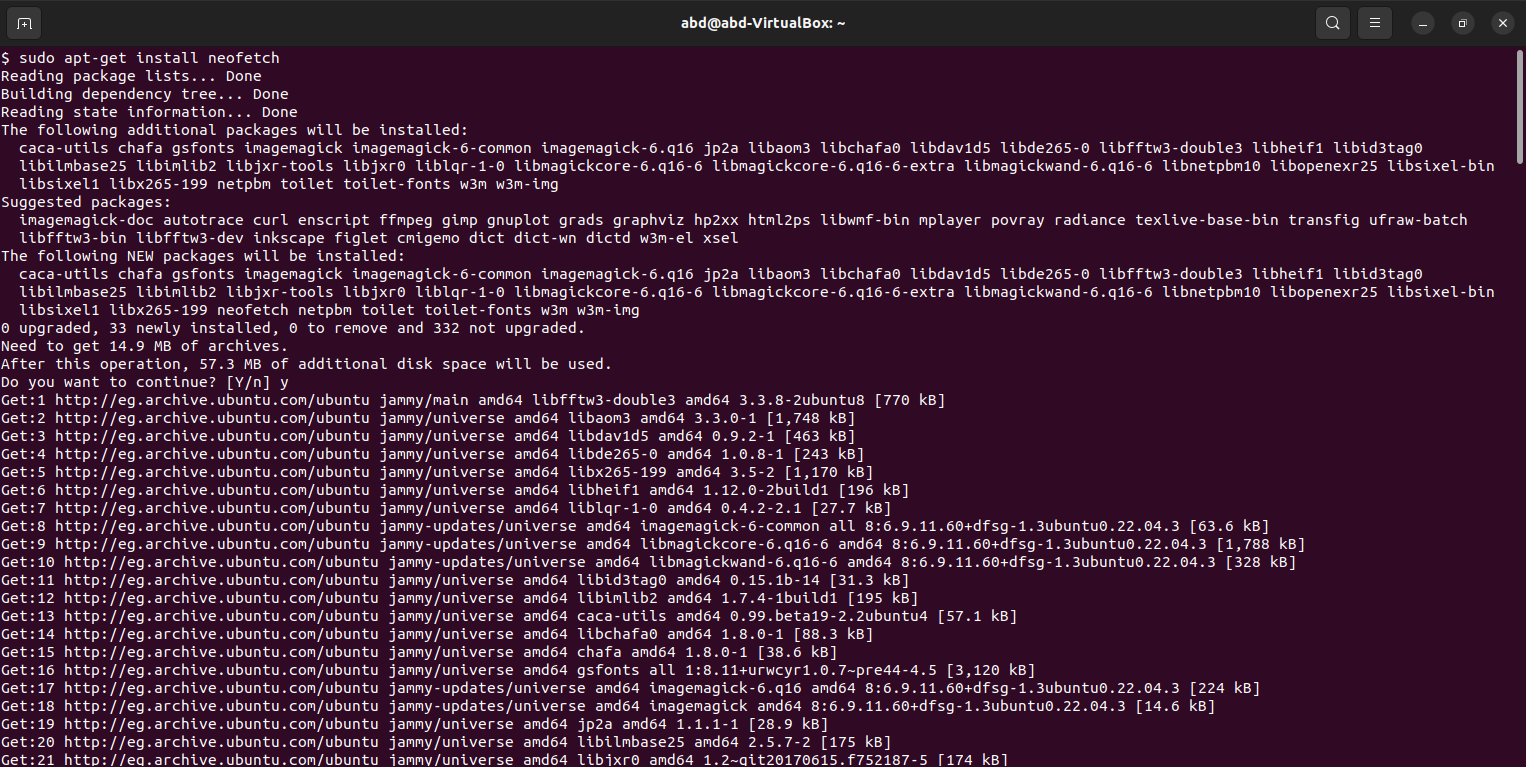 abd@abd-VirtualBox: ~
$ sudo apt-get install neofetch
Reading package lists... Done
Building dependency tree... Done
Reading state information... Done
The following additional packages will be installed:
  caca-utils chafa gsfonts imagemagick imagemagick-6-common imagemagick-6.q16 jp2a libaom3 libchafa0 libdav1d5 libde265-0 libfftw3-double3 libheif1 libid3tag0
  libilmbase25 libimlib2 libjxr-tools libjxr0 liblqr-1-0 libmagickcore-6.q16-6 libmagickcore-6.q16-6-extra libmagickwand-6.q16-6 libnetpbm10 libopenexr25 libsixel-bin
  libsixel1 libx265-199 netpbm toilet toilet-fonts w3m w3m-img
Suggested packages:
  imagemagick-doc autotrace curl enscript ffmpeg gimp gnuplot grads graphviz hp2xx html2ps libwmf-bin mplayer povray radiance texlive-base-bin transfig ufraw-batch
  libfftw3-bin libfftw3-dev inkscape figlet cmigemo dict dict-wn dictd w3m-el xsel
The following NEW packages will be installed:
  caca-utils chafa gsfonts imagemagick imagemagick-6-common imagemagick-6.q16 jp2a libaom3 libchafa0 libdav1d5 libde265-0 libfftw3-double3 libheif1 libid3tag0
  libilmbase25 libimlib2 libjxr-tools libjxr0 liblqr-1-0 libmagickcore-6.q16-6 libmagickcore-6.q16-6-extra libmagickwand-6.q16-6 libnetpbm10 libopenexr25 libsixel-bin
  libsixel1 libx265-199 neofetch netpbm toilet toilet-fonts w3m w3m-img
0 upgraded, 33 newly installed, 0 to remove and 332 not upgraded.
Need to get 14.9 MB of archives.
After this operation, 57.3 MB of additional disk space will be used.
Do you want to continue? [Y/n] y
Get:1 http://eg.archive.ubuntu.com/ubuntu jammy/main amd64 libfftw3-double3 amd64 3.3.8-2ubuntu8 [770 kB]
Get:2 http://eg.archive.ubuntu.com/ubuntu jammy/universe amd64 libaom3 amd64 3.3.0-1 [1,748 kB]
Get:3 http://eg.archive.ubuntu.com/ubuntu jammy/universe amd64 libdav1d5 amd64 0.9.2-1 [463 kB]
Get:4 http://eg.archive.ubuntu.com/ubuntu jammy/universe amd64 libde265-0 amd64 1.0.8-1 [243 kB]
Get:5 http://eg.archive.ubuntu.com/ubuntu jammy/universe amd64 libx265-199 amd64 3.5-2 [1,170 kB]
Get:6 http://eg.archive.ubuntu.com/ubuntu jammy/universe amd64 libheif1 amd64 1.12.0-2build1 [196 kB]
Get:7 http://eg.archive.ubuntu.com/ubuntu jammy/universe amd64 liblqr-1-0 amd64 0.4.2-2.1 [27.7 kB]
Get:8 http://eg.archive.ubuntu.com/ubuntu jammy-updates/universe amd64 imagemagick-6-common all 8:6.9.11.60+dfsg-1.3ubuntu0.22.04.3 [63.6 kB]
Get:9 http://eg.archive.ubuntu.com/ubuntu jammy-updates/universe amd64 libmagickcore-6.q16-6 amd64 8:6.9.11.60+dfsg-1.3ubuntu0.22.04.3 [1,788 kB]
Get:10 http://eg.archive.ubuntu.com/ubuntu jammy-updates/universe amd64 libmagickwand-6.q16-6 amd64 8:6.9.11.60+dfsg-1.3ubuntu0.22.04.3 [328 kB]
Get:11 http://eg.archive.ubuntu.com/ubuntu jammy/universe amd64 libid3tag0 amd64 0.15.1b-14 [31.3 kB]
Get:12 http://eg.archive.ubuntu.com/ubuntu jammy/universe amd64 libimlib2 amd64 1.7.4-1build1 [195 kB]
Get:13 http://eg.archive.ubuntu.com/ubuntu jammy/universe amd64 caca-utils amd64 0.99.beta19-2.2ubuntu4 [57.1 kB]
Get:14 http://eg.archive.ubuntu.com/ubuntu jammy/universe amd64 libchafa0 amd64 1.8.0-1 [88.3 kB]
Get:15 http://eg.archive.ubuntu.com/ubuntu jammy/universe amd64 chafa amd64 1.8.0-1 [38.6 kB]
Get:16 http://eg.archive.ubuntu.com/ubuntu jammy/universe amd64 gsfonts all 1:8.11+urwcyr1.0.7~pre44-4.5 [3,120 kB]
Get:17 http://eg.archive.ubuntu.com/ubuntu jammy-updates/universe amd64 imagemagick-6.q16 amd64 8:6.9.11.60+dfsg-1.3ubuntu0.22.04.3 [224 kB]
Get:18 http://eg.archive.ubuntu.com/ubuntu jammy-updates/universe amd64 imagemagick amd64 8:6.9.11.60+dfsg-1.3ubuntu0.22.04.3 [14.6 kB]
Get:19 http://eg.archive.ubuntu.com/ubuntu jammy/universe amd64 jp2a amd64 1.1.1-1 [28.9 kB]
Get:20 http://eg.archive.ubuntu.com/ubuntu jammy/universe amd64 libilmbase25 amd64 2.5.7-2 [175 kB]
Get:21 http://eg.archive.ubuntu.com/ubuntu jammy/universe amd64 libjxr0 amd64 1.2~git20170615.f752187-5 [174 kB]